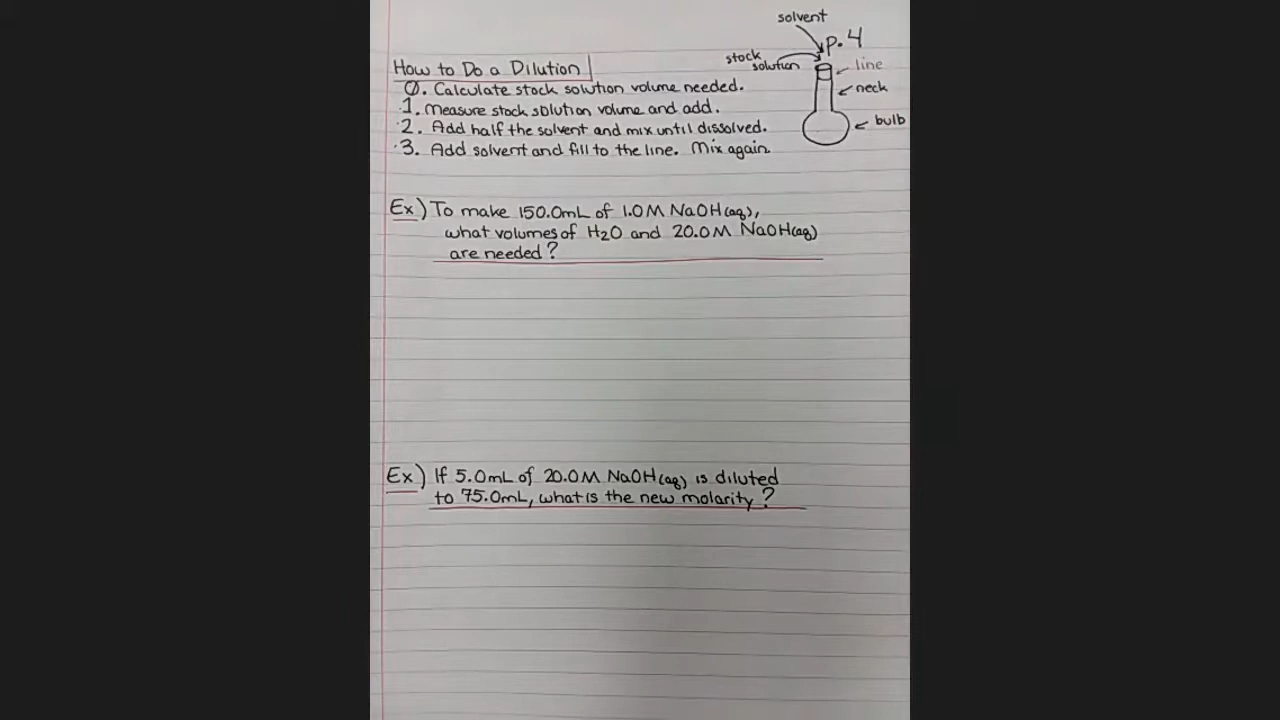 solvent
p. 4
stock
solution
line
neck
bulb
How to Do a Dilution
0. Calculate stock solution volume needed.
1. Measure stock solution volume and add.
2. Add half the solvent and mix until dissolved.
3. Add solvent and fill to the line. Mix again.
Ex) To make 150.0mL of 1.0M NaOH(aq),
what volumes of H2O and 20.0M NaOH(aq)
are needed?
Ex) If 5.0mL of 20.0M NaOH(aq) is diluted
to 75.0mL, what is the new molarity?